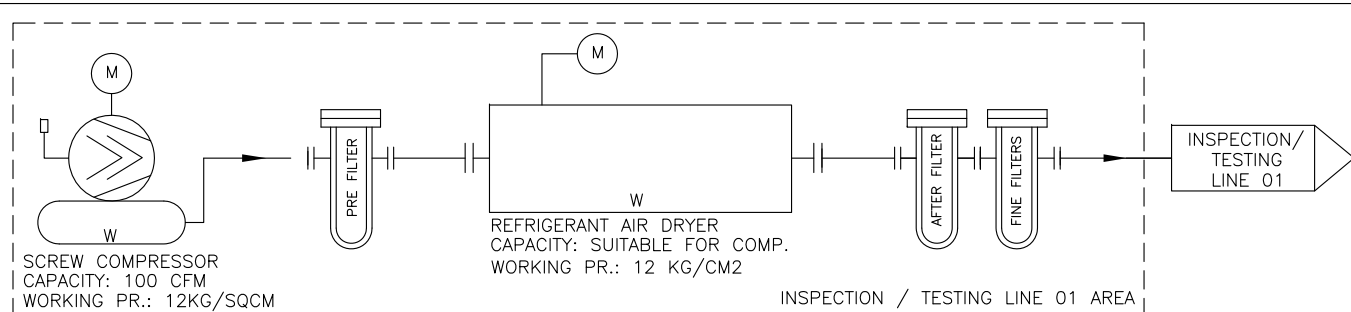 M
W
SCREW COMPRESSOR
CAPACITY: 100 CFM
WORKING PR.: 12KG/SQCM
PRE FILTER
M
W
REFRIGERANT AIR DRYER
CAPACITY: SUITABLE FOR COMP.
WORKING PR.: 12 KG/CM2
AFTER FILTER
FINE FILTERS
INSPECTION / TESTING LINE 01 AREA
INSPECTION/
TESTING
LINE 01